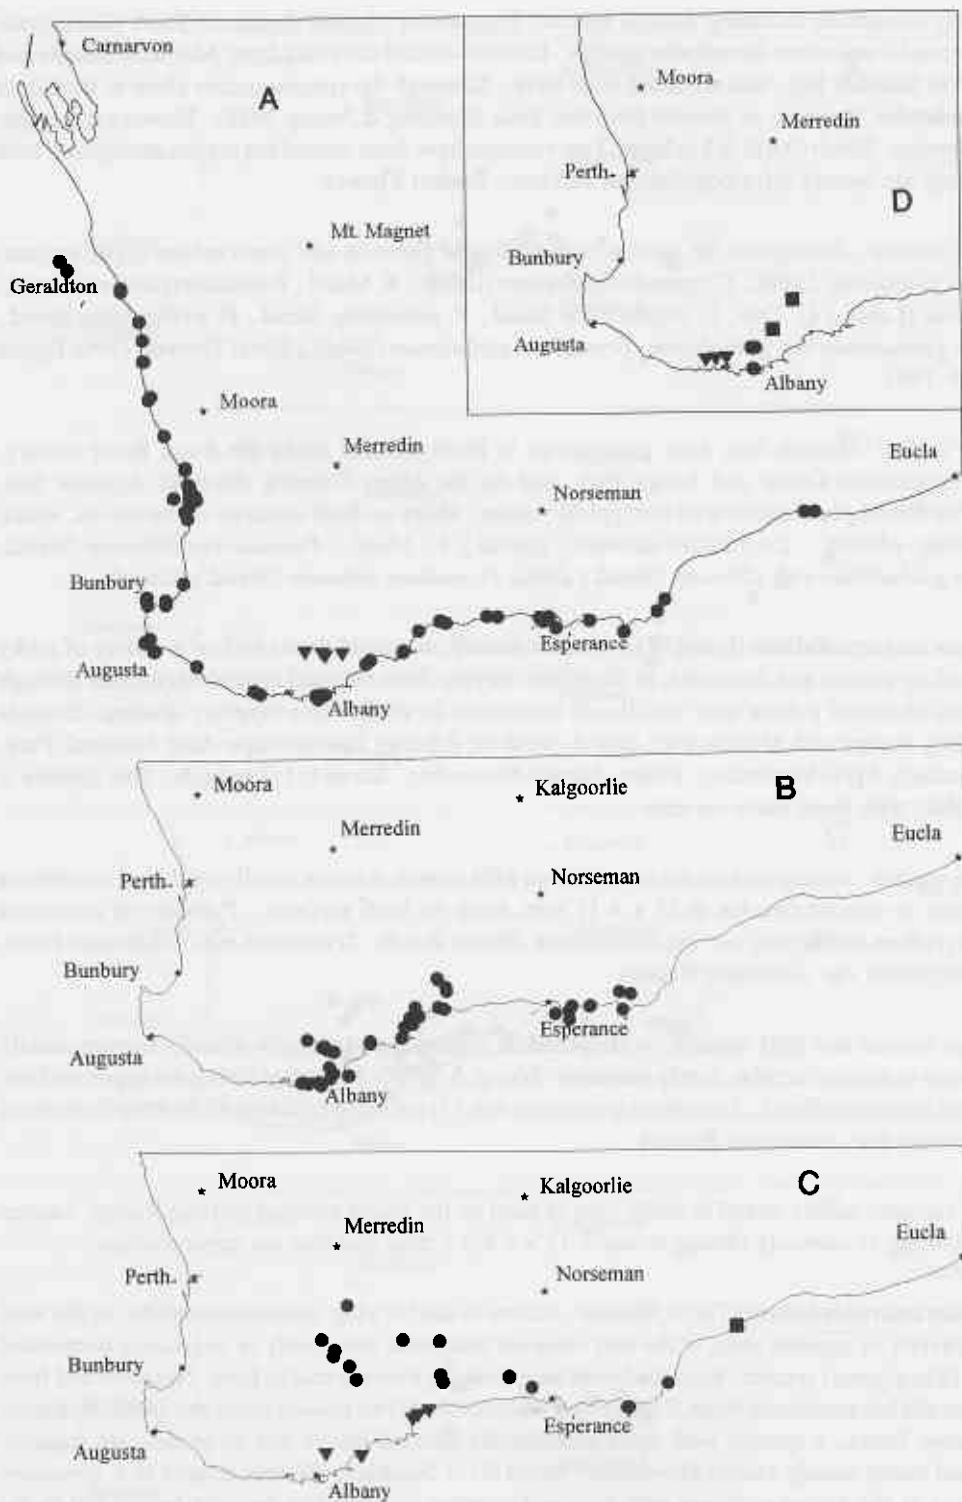 Carnarvon
A
Mt. Magnet
Geraldton
Moora
Merredin
Norseman
Eucla
Bunbury
Augusta
Esperance
Albany
Moora
Merredin
Perth
D
Bunbury
Augusta
Albany
Moora
Kalgoorlie
B
Merredin
Eucla
Perth
Norseman
Bunbury
Esperance
Augusta
Albany
Moora
Kalgoorlie
C
Merredin
Eucla
Perth
Norseman
Bunbury
Esperance
Augusta
Albany